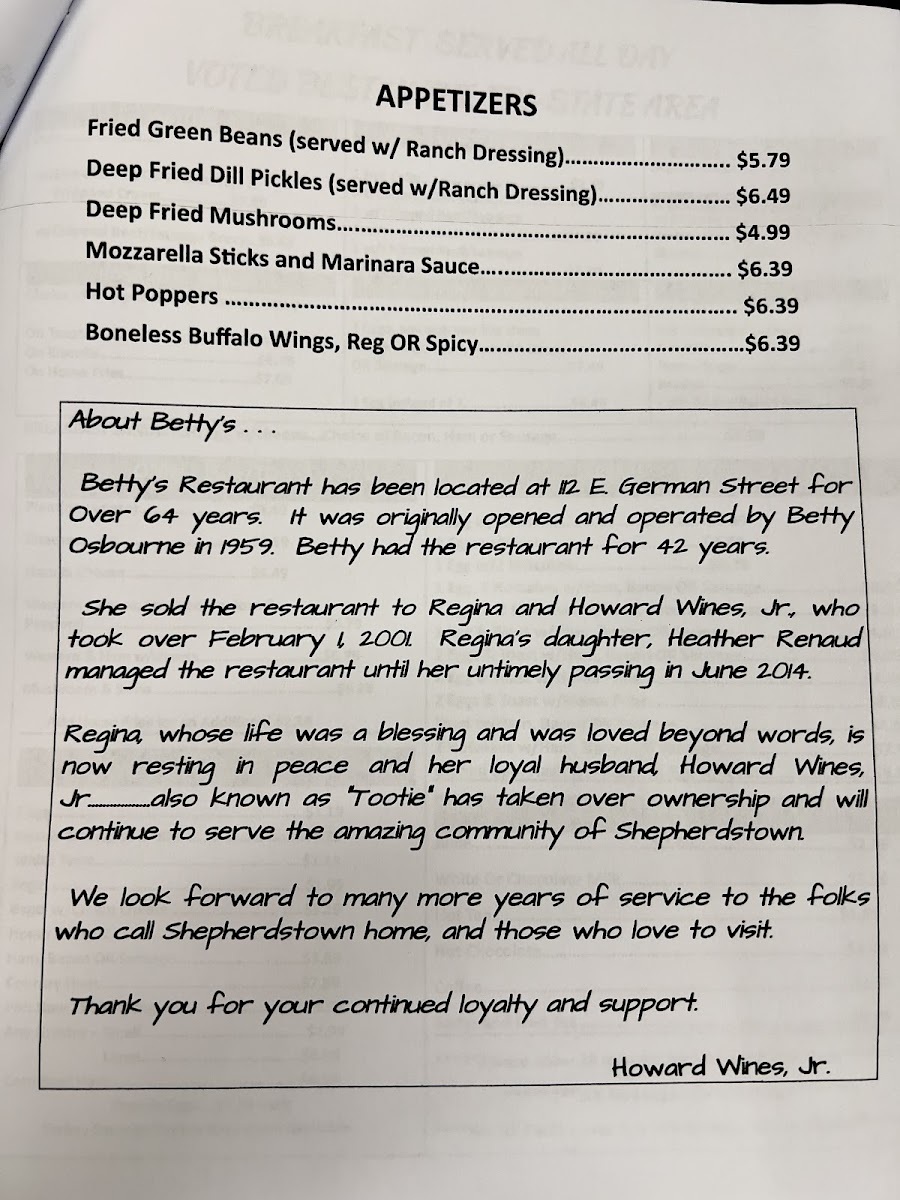 BREAKFAST SERVED ALL DAY
APPETIZERS
Fried Green Beans (served w/ Ranch Dressing)............................ $5.79
Deep Fried Dill Pickles (served w/Ranch Dressing)....................... $6.49
Deep Fried Mushrooms.................................................................. $4.99
Mozzarella Sticks and Marinara Sauce........................................... $6.39
Hot Poppers ...................................................................................... $6.39
Boneless Buffalo Wings, Reg OR Spicy.............................................$6.39
About Betty's . . .
Betty's Restaurant has been located at 112 E. German Street for
Over 64 years. It was originally opened and operated by Betty
Osbourne in 1959. Betty had the restaurant for 42 years.
She sold the restaurant to Regina and Howard Wines, Jr., who
took over February 1, 2001. Regina's daughter, Heather Renaud
managed the restaurant until her untimely passing in June 2014.
Regina, whose life was a blessing and was loved beyond words, is
now resting in peace and her loyal husband, Howard Wines,
Jr...............also known as "Tootie" has taken over ownership and will
continue to serve the amazing community of Shepherdstown.
We look forward to many more years of service to the folks
who call Shepherdstown home, and those who love to visit.
Thank you for your continued loyalty and support.
Howard Wines, Jr.